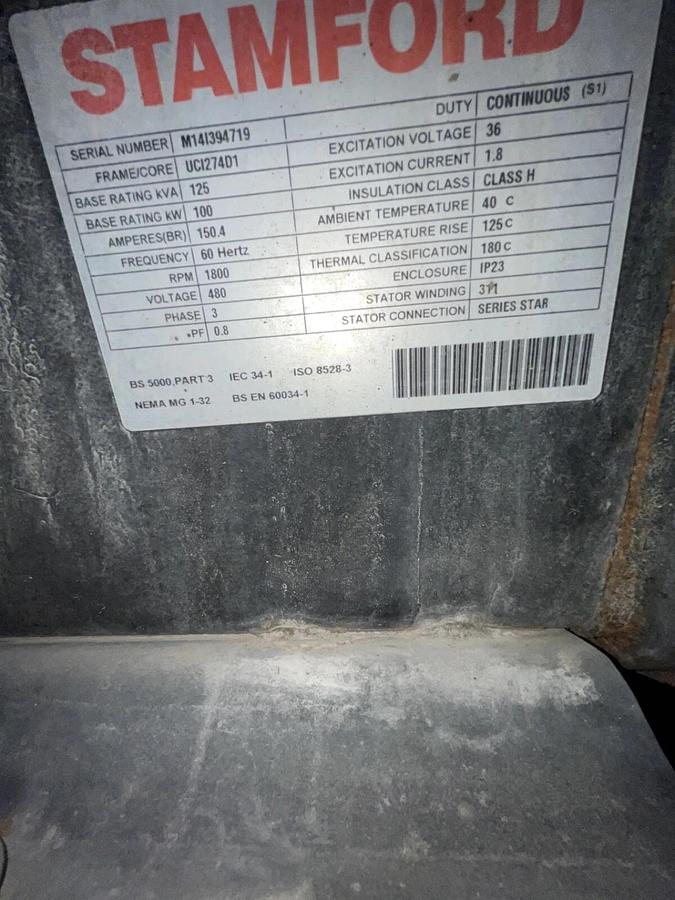 STAMFORD
SERIAL NUMBER M14I394719
FRAME/CORE UCI274D1
BASE RATING KVA 125
BASE RATING KW 100
AMPERES(BR) 150.4
FREQUENCY 60 Hertz
RPM 1800
VOLTAGE 480
PHASE 3
PF 0.8
DUTY CONTINUOUS (S1)
EXCITATION VOLTAGE 36
EXCITATION CURRENT 1.8
INSULATION CLASS CLASS H
AMBIENT TEMPERATURE 40 C
TEMPERATURE RISE 125 C
THERMAL CLASSIFICATION 180 C
ENCLOSURE IP23
STATOR WINDING 311
STATOR CONNECTION SERIES STAR
BS 5000,PART 3 IEC 34-1 ISO 8528-3
NEMA MG 1-32 BS EN 60034-1